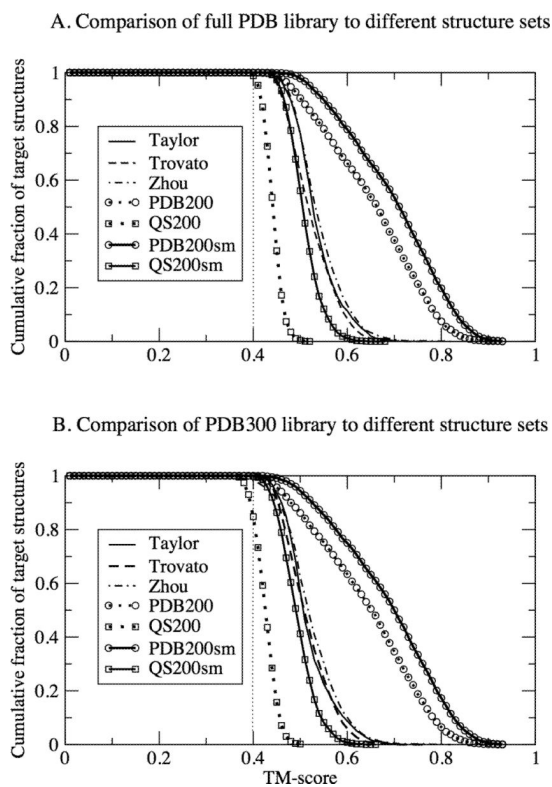 A. Comparison of full PDB library to different structure sets
Cumulative fraction of target structures
1
0.8
0.6
0.4
0.2
0
Taylor
Trovato
Zhou
PDB200
QS200
PDB200sm
QS200sm
0 0.2 0.4 0.6 0.8 1
B. Comparison of PDB300 library to different structure sets
Cumulative fraction of target structures
1
0.8
0.6
0.4
0.2
0
Taylor
Trovato
Zhou
PDB200
QS200
PDB200sm
QS200sm
0 0.2 0.4 0.6 0.8 1
TM-score